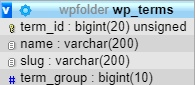 v wpfolder wp_terms
term_id : bigint(20) unsigned
name : varchar(200)
slug : varchar(200)
# term_group : bigint(10)